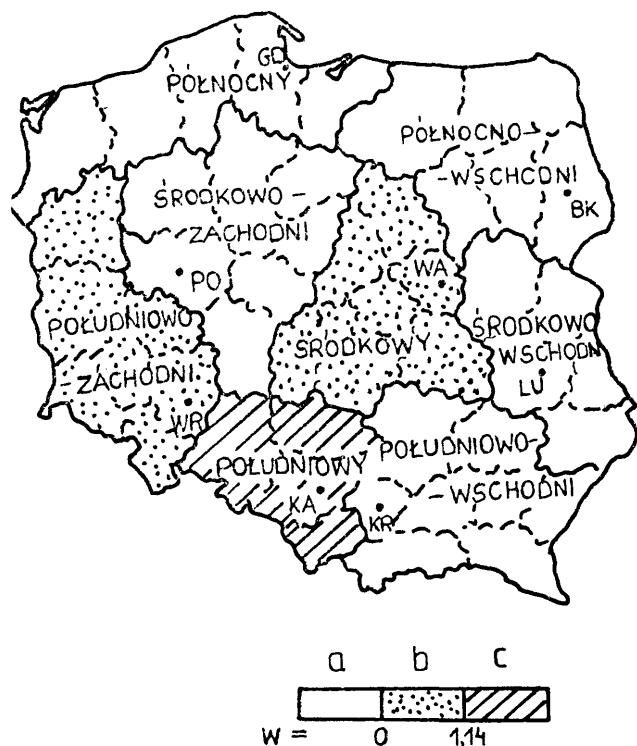 GD
PÓŁNOCNY
PÓŁNOCNO-
-WSCHODNI
BK
ŚRODKOWO-
ZACHODNI
PO
WA
POŁUDNIOWO
-ZACHODNI
WR
ŚRODKOWY
ŚRODKOWO
WSCHODN
LU
POŁUDNIOWY
KA
POŁUDNIOWO-
WSCHODNI
KR
a b c
W = 0 1,14